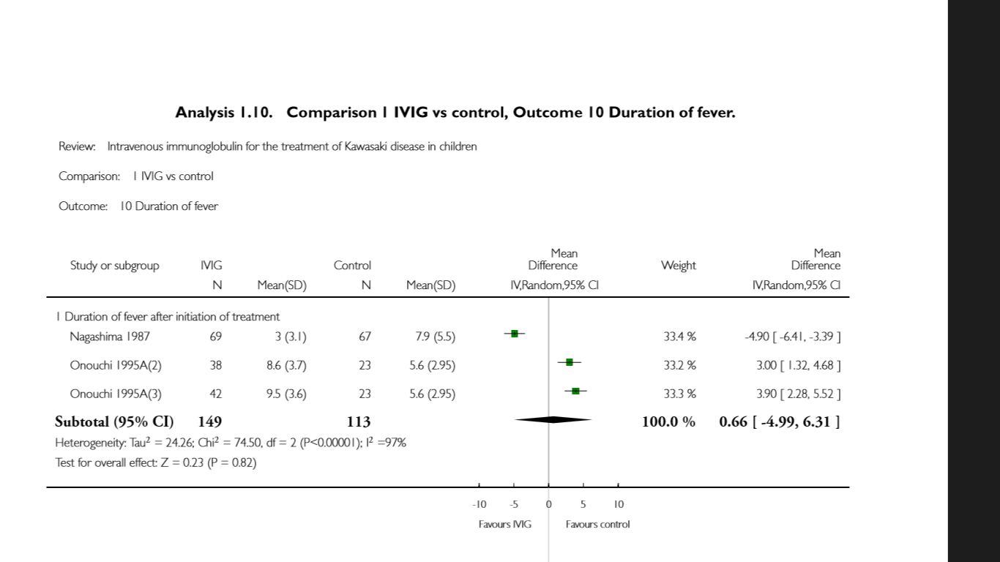 Analysis 1.10. Comparison 1 IVIG vs control, Outcome 10 Duration of fever.
Review: Intravenous immunoglobulin for the treatment of Kawasaki disease in children
Comparison: 1 IVIG vs control
Outcome: 10 Duration of fever
Mean Mean
Study or subgroup IVIG Control Difference Weight Difference
N Mean(SD) N Mean(SD) IV,Random,95% CI IV,Random,95% CI
1 Duration of fever after initiation of treatment
Nagashima 1987 69 3 (3.1) 67 7.9 (5.5) 33.4 % -4.90 [ -6.41, -3.39 ]
Onouchi 1995A(2) 38 8.6 (3.7) 23 5.6 (2.95) 33.2 % 3.00 [ 1.32, 4.68 ]
Onouchi 1995A(3) 42 9.5 (3.6) 23 5.6 (2.95) 33.3 % 3.90 [ 2.28, 5.52 ]
Subtotal (95% CI) 149 113 100.0 % 0.66 [ -4.99, 6.31 ]
Heterogeneity: Tau² = 24.26; Chi² = 74.50, df = 2 (P<0.00001); I² =97%
Test for overall effect: Z = 0.23 (P = 0.82)
-10 -5 0 5 10
Favours IVIG Favours control